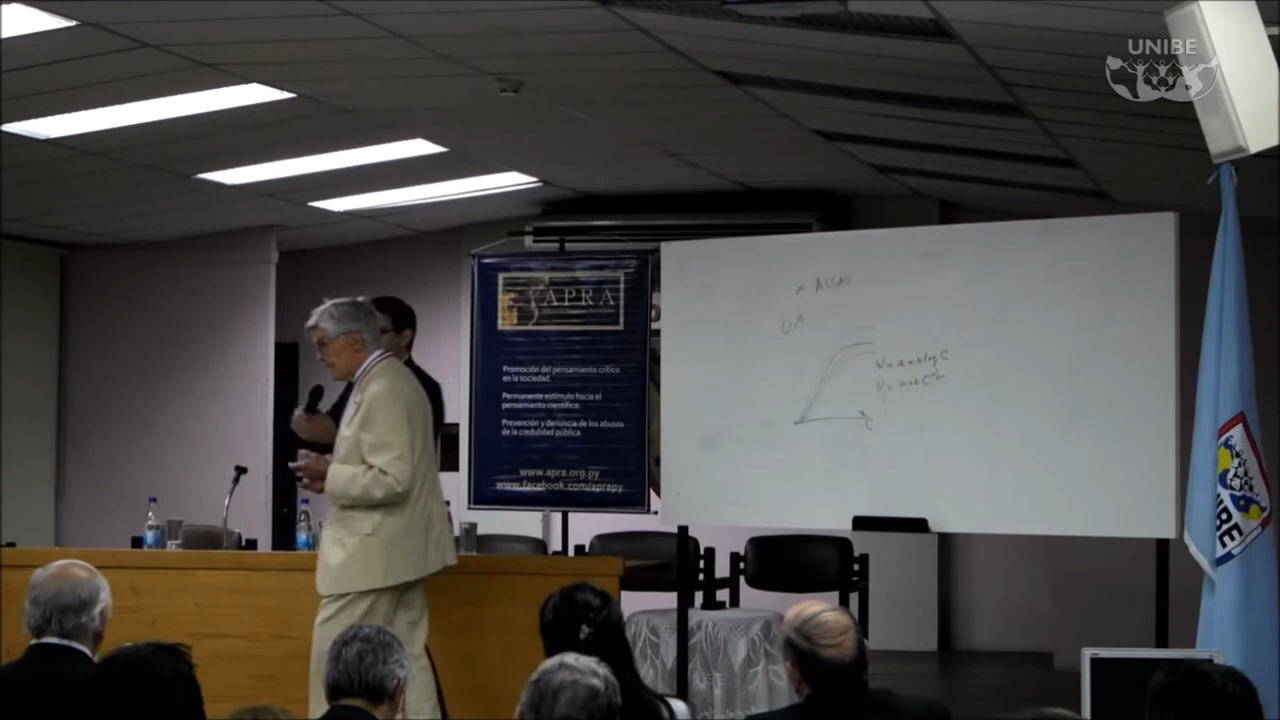 UNIBE
APRA
Promoción del pensamiento crítico
en la sociedad.
Permanente estímulo hacia el
pensamiento científico.
Prevención y denuncia de los abusos
de la credulidad pública.
www.apra.org.py
www.facebook.com/aprapy
U = a + b log C
C